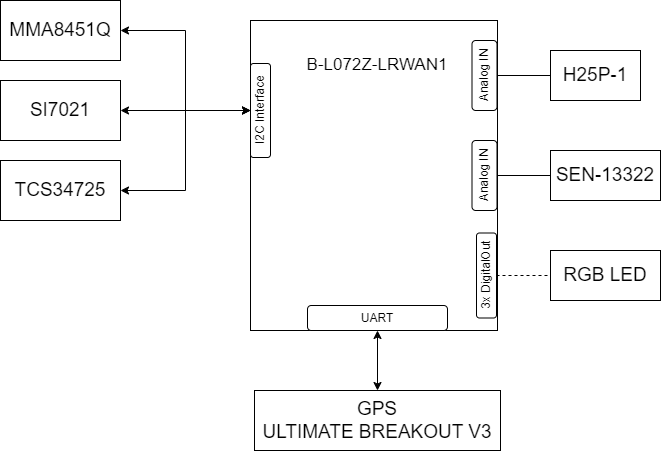 MMA8451Q
SI7021
TCS34725
I2C Interface
B-L072Z-LRWAN1
Analog IN
Analog IN
3x DigitalOut
UART
H25P-1
SEN-13322
RGB LED
GPS
ULTIMATE BREAKOUT V3